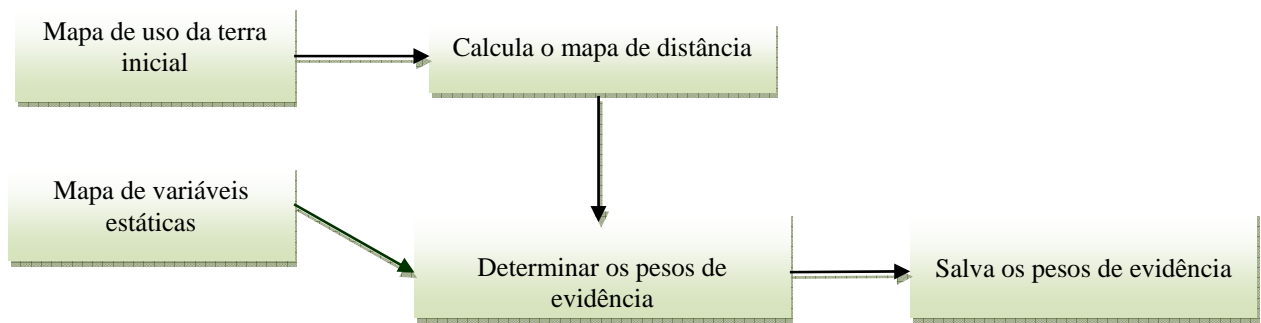 Mapa de uso da terra
inicial
Calcula o mapa de distância
Mapa de variáveis
estáticas
Determinar os pesos de
evidência
Salva os pesos de evidência